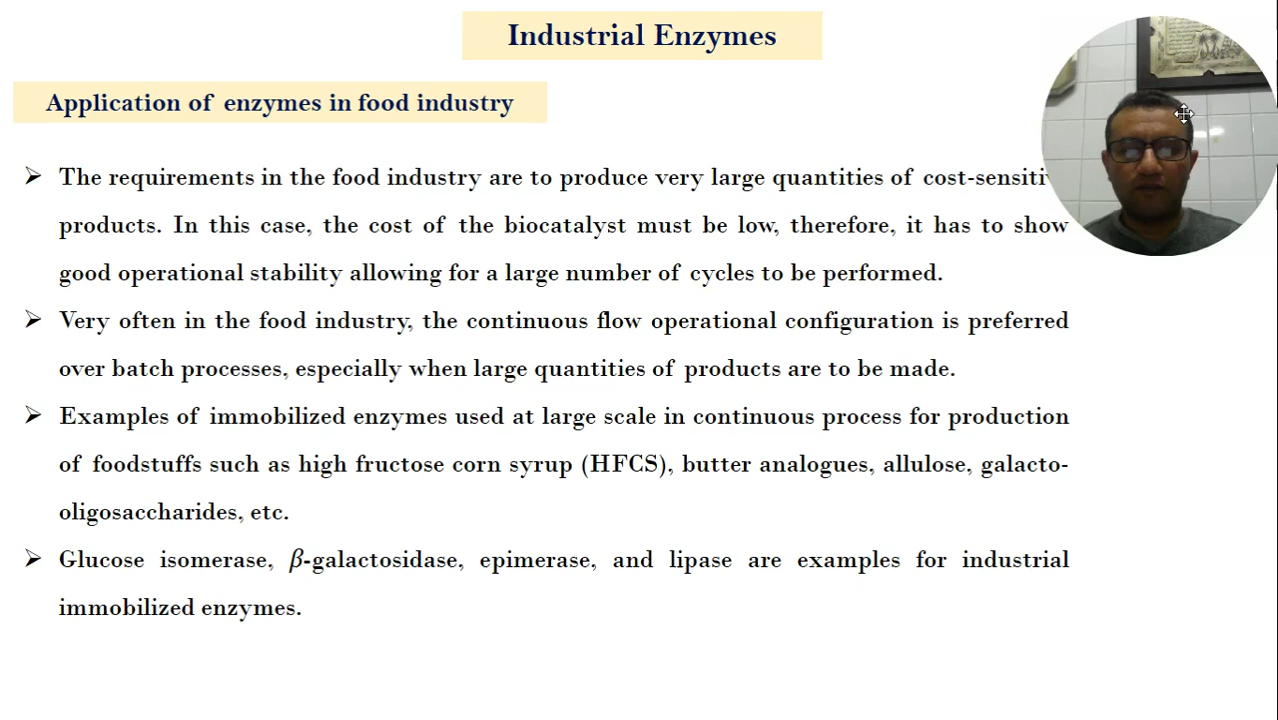 Industrial Enzymes
Application of enzymes in food industry
➢ The requirements in the food industry are to produce very large quantities of
products. In this case, the cost of the biocatalyst must be low, therefore, it has to show
good operational stability allowing for a large number of cycles to be performed.
➢ Very often in the food industry, the continuous flow operational configuration is preferred
over batch processes, especially when large quantities of products are to be made.
➢ Examples of immobilized enzymes used at large scale in continuous process for production
of foodstuffs such as high fructose corn syrup (HFCS), butter analogues, allulose, galacto-
oligosaccharides, etc.
➢ Glucose isomerase, β-galactosidase, epimerase, and lipase are examples for industrial
immobilized enzymes.